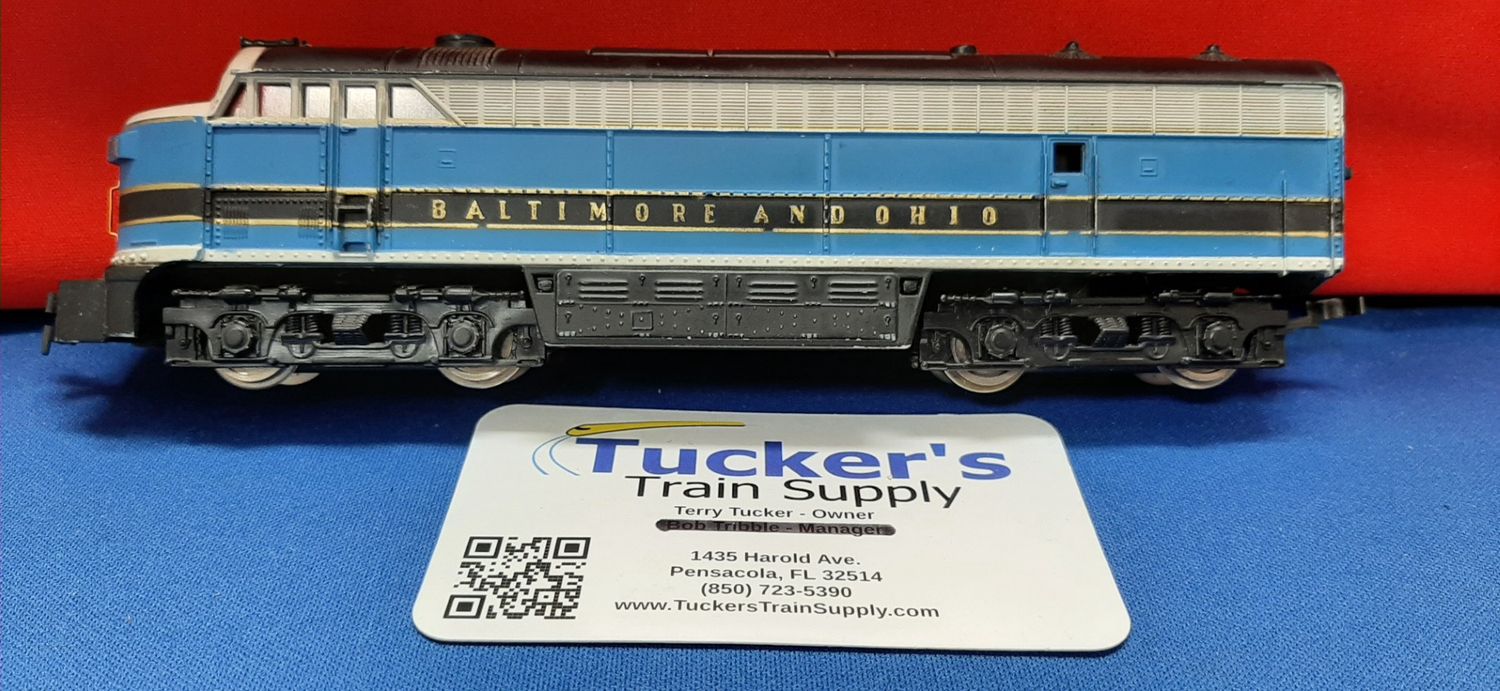 BALTIMORE AND OHIO
Tucker's
Train Supply
Terry Tucker - Owner
Bob Tribble - Manager
1435 Harold Ave.
Pensacola, FL 32514
(850) 723-5390
www.TuckersTrainSupply.com